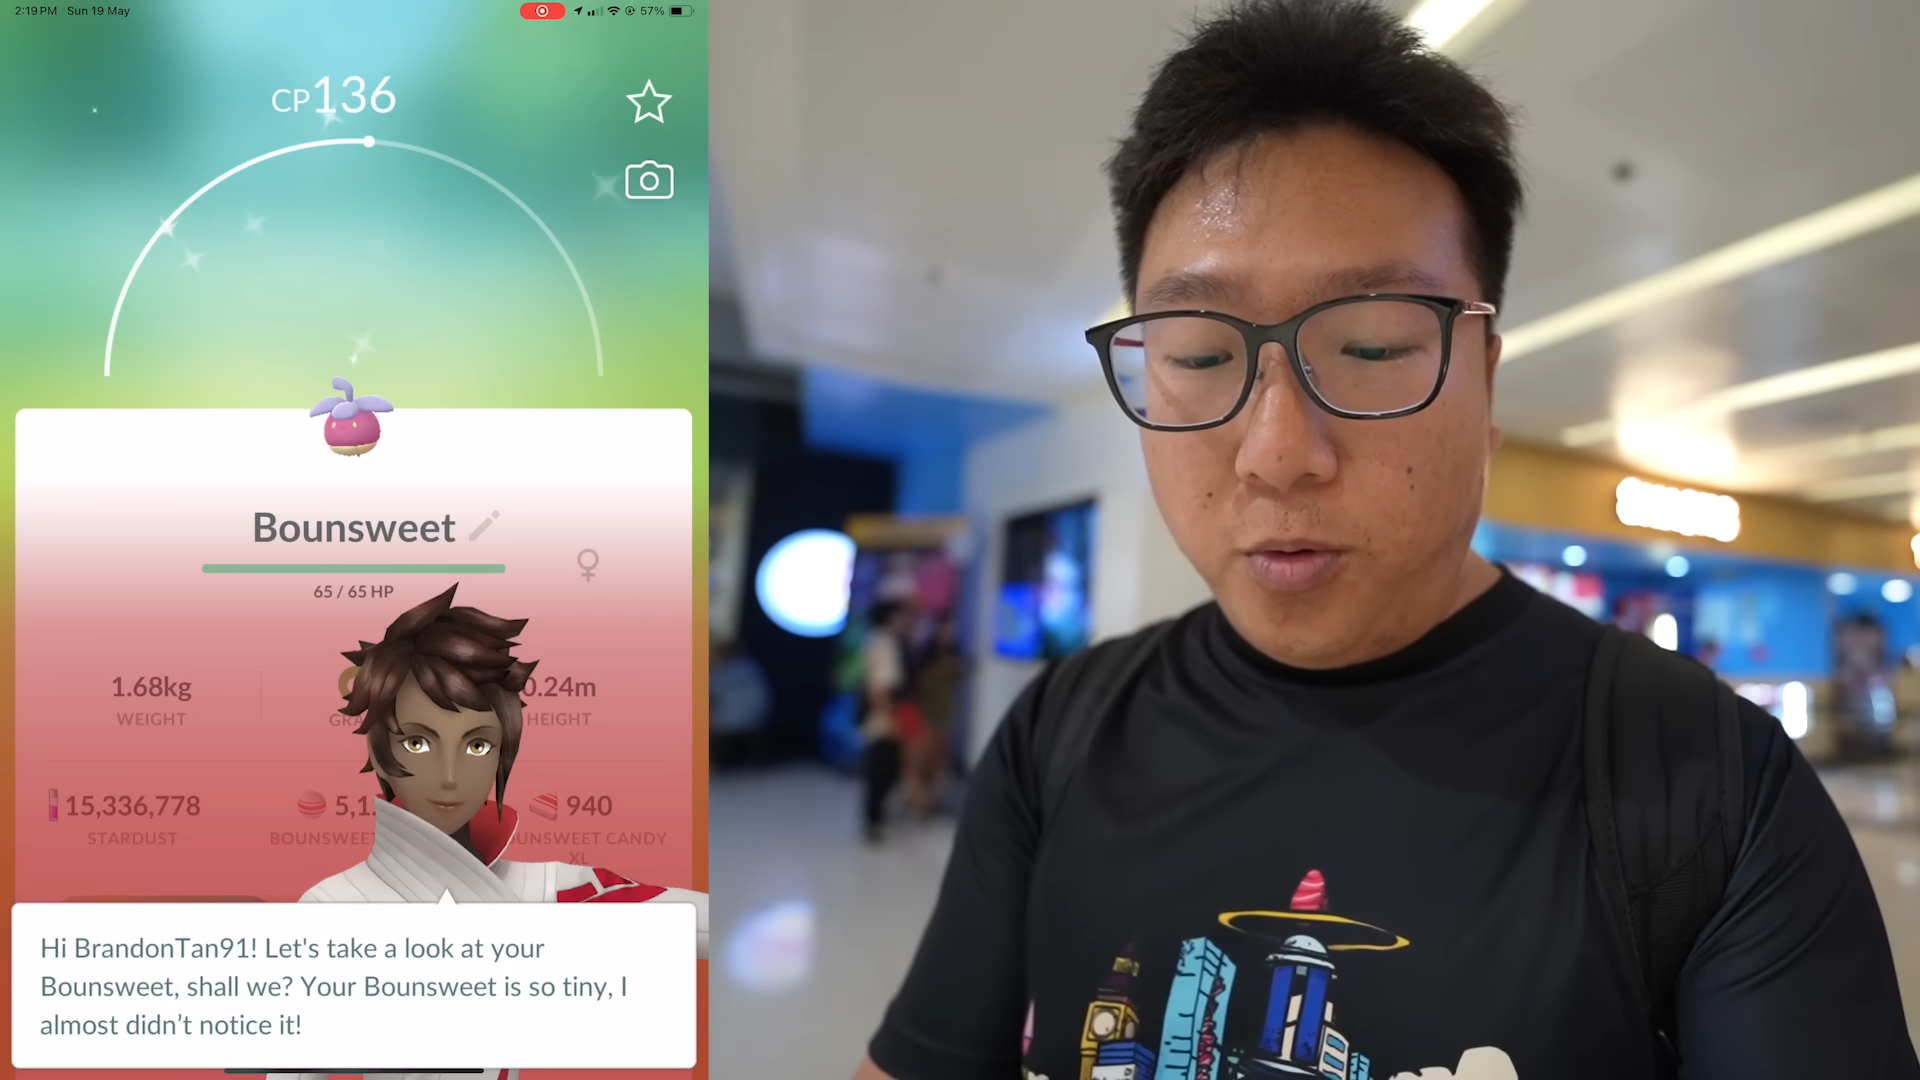 2:19 PM Sun 19 May
57%
CP136
Bounsweet
65 / 65 HP
1.68kg
0.24m
WEIGHT
HEIGHT
15,336,778
940
STARDUST
CANDY
XL
Hi BrandonTan91! Let's take a look at your
Bounsweet, shall we? Your Bounsweet is so tiny, I
almost didn't notice it!